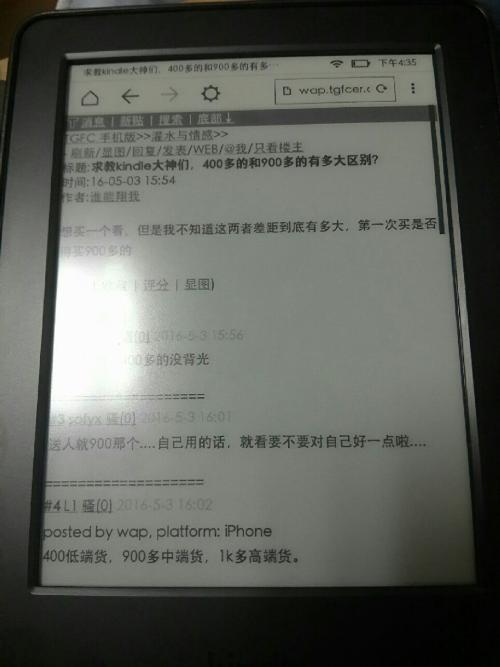 求教kindle大神们，400多的和900多的有多…
下午4:35
wap.tgfcer.c
消息 | 新贴 | 搜索 | 底部↓
TGFC 手机版>>灌水与情感>>
刷新/显图/回复/发表/WEB/@我/只看楼主
标题:求教kindle大神们，400多的和900多的有多大区别?
时间:16-05-03 15:54
作者:谁能翔我
想买一个看，但是我不知道这两者差距到底有多大，第一次买是否
得买900多的
| 评分 | 显图)
[0] 2016-5-3 15:56
400多的没背光
===================
#3 solyx 骚[0] 2016-5-3 16:01
送人就900那个....自己用的话，就看要不要对自己好一点啦....
===================
#4 L1 骚[0] 2016-5-3 16:02
posted by wap, platform: iPhone
400低端货，900多中端货，1k多高端货。